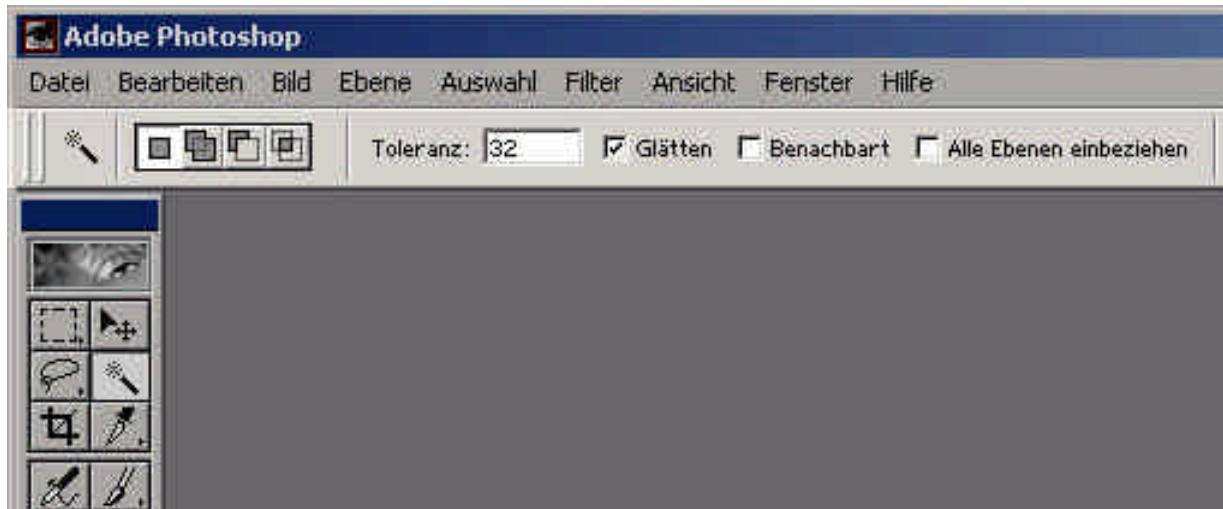 Adobe Photoshop
Datei Bearbeiten Bild Ebene Auswahl Filter Ansicht Fenster Hilfe
Toleranz: 32 Glätten Benachbart Alle Ebenen einbeziehen